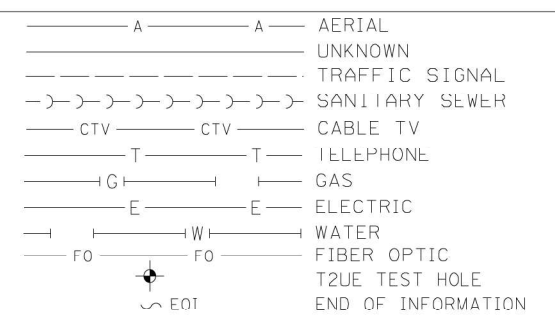 A A AERIAL
UNKNOWN
TRAFFIC SIGNAL
SANITARY SEWER
CTV CTV CABLE TV
T T TELEPHONE
G GAS
E E ELECTRIC
W WATER
FO FO FIBER OPTIC
T2UE TEST HOLE
EOI END OF INFORMATION